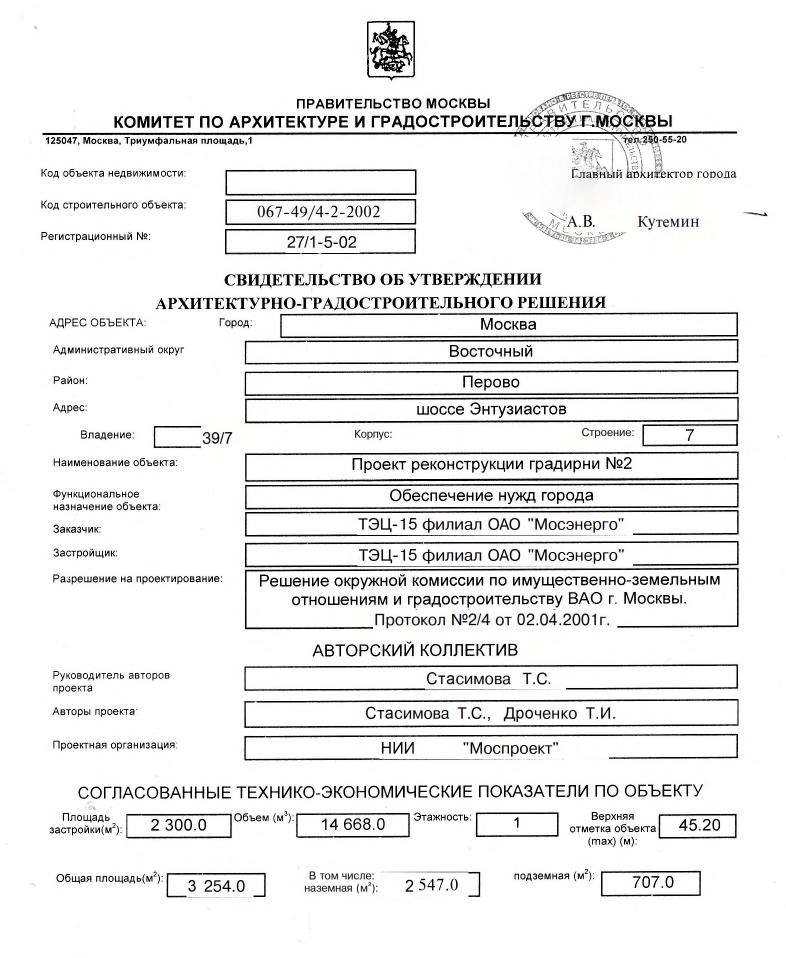 ПРАВИТЕЛЬСТВО МОСКВЫ
КОМИТЕТ ПО АРХИТЕКТУРЕ И ГРАДОСТРОИТЕЛЬСТВУ Г.МОСКВЫ
125047, Москва, Триумфальная площадь,1 тел.250-55-20
Код объекта недвижимости:
Главный архитектор города
Код строительного объекта: 067-49/4-2-2002
А.В. Кутемин
Регистрационный №: 27/1-5-02
СВИДЕТЕЛЬСТВО ОБ УТВЕРЖДЕНИИ
АРХИТЕКТУРНО-ГРАДОСТРОИТЕЛЬНОГО РЕШЕНИЯ
АДРЕС ОБЪЕКТА: Город: Москва
Административный округ Восточный
Район: Перово
Адрес: шоссе Энтузиастов
Владение: 39/7 Корпус: Строение: 7
Наименование объекта: Проект реконструкции градирни №2
Функциональное
назначение объекта: Обеспечение нужд города
Заказчик: ТЭЦ-15 филиал ОАО "Мосэнерго"
Застройщик: ТЭЦ-15 филиал ОАО "Мосэнерго"
Разрешение на проектирование: Решение окружной комиссии по имущественно-земельным
отношениям и градостроительству ВАО г. Москвы.
Протокол №2/4 от 02.04.2001г.
АВТОРСКИЙ КОЛЛЕКТИВ
Руководитель авторов
проекта Стасимова Т.С.
Авторы проекта: Стасимова Т.С., Дроченко Т.И.
Проектная организация: НИИ "Моспроект"
СОГЛАСОВАННЫЕ ТЕХНИКО-ЭКОНОМИЧЕСКИЕ ПОКАЗАТЕЛИ ПО ОБЪЕКТУ
Площадь
застройки(м²): 2 300.0 Объем (м³): 14 668.0 Этажность: 1 Верхняя
отметка объекта
(max) (м): 45.20
Общая площадь(м²): 3 254.0 В том числе:
наземная (м²): 2 547.0 подземная (м²): 707.0